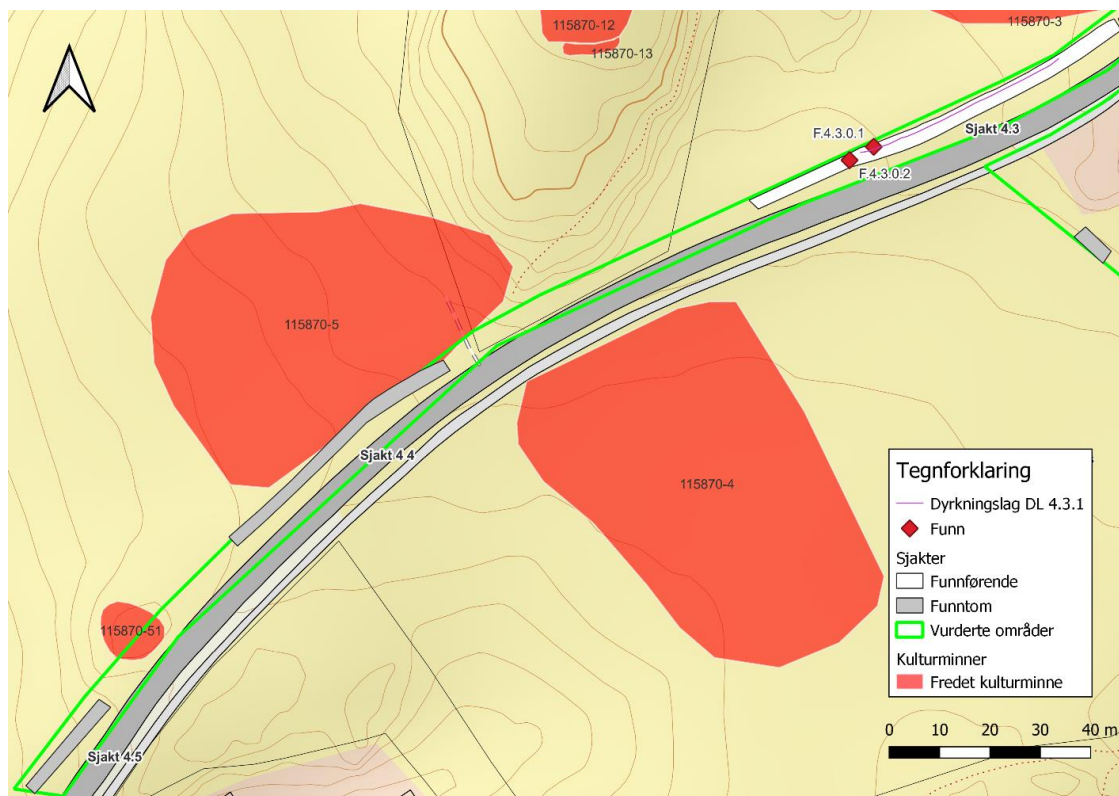 115870-12
115870-13
115870-3
F.4.3.0.1
Sjakt 4.3
F.4.3.0.2
115870-5
Sjakt 4 4
115870-4
115870-51
Sjakt 4.5
Tegnforklaring
Dyrkningslag DL 4.3.1
Funn
Sjakter
Funnførende
Funntom
Vurderte områder
Kulturminner
Fredet kulturminne
0 10 20 30 40 m